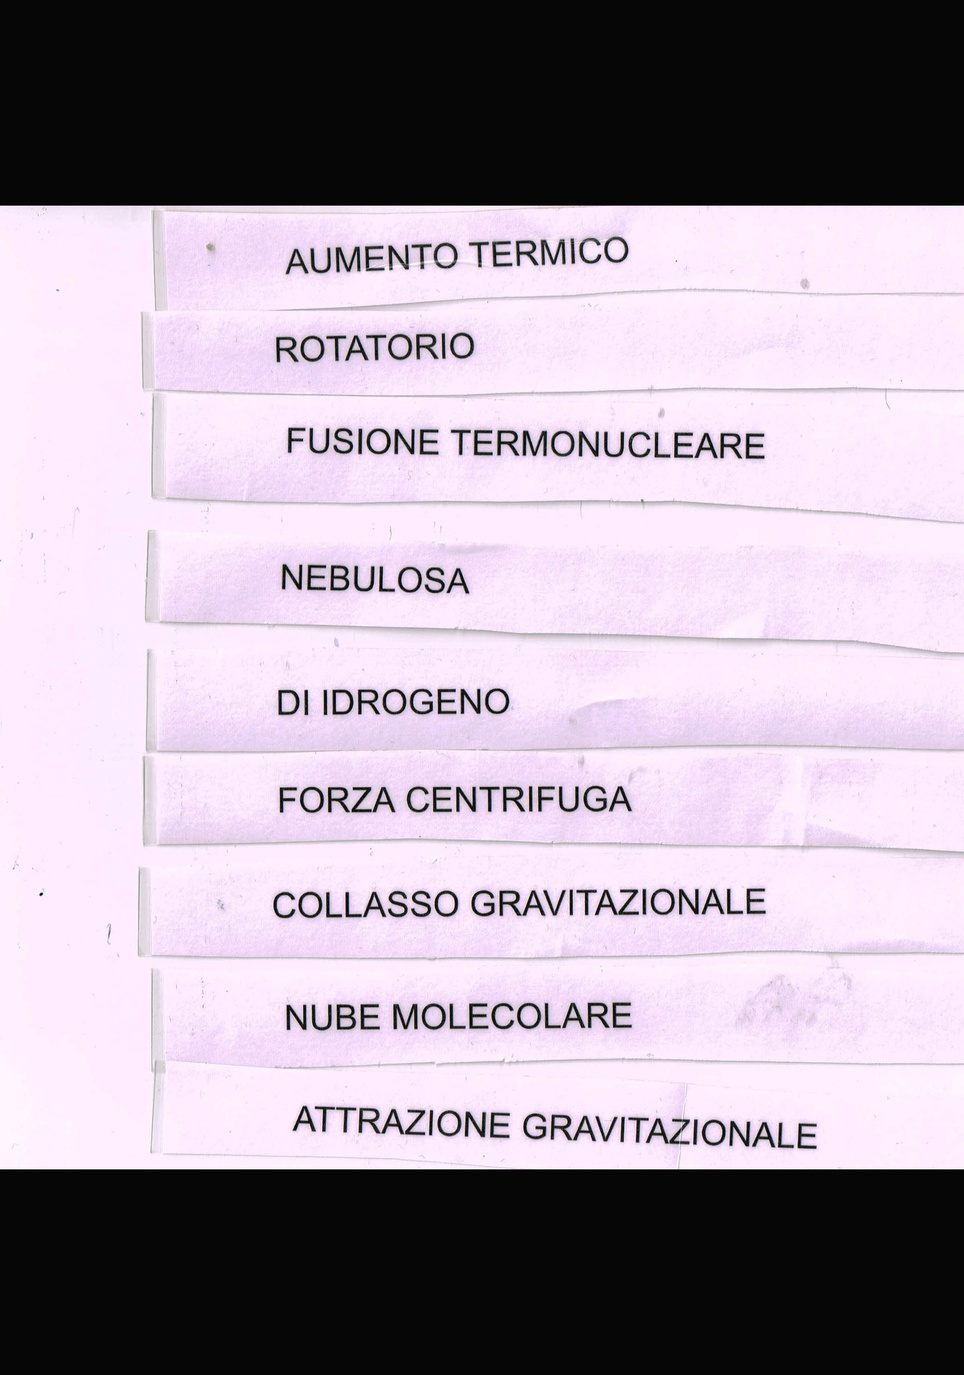 AUMENTO TERMICO
ROTATORIO
FUSIONE TERMONUCLEARE
NEBULOSA
DI IDROGENO
FORZA CENTRIFUGA
COLLASSO GRAVITAZIONALE
NUBE MOLECOLARE
ATTRAZIONE GRAVITAZIONALE